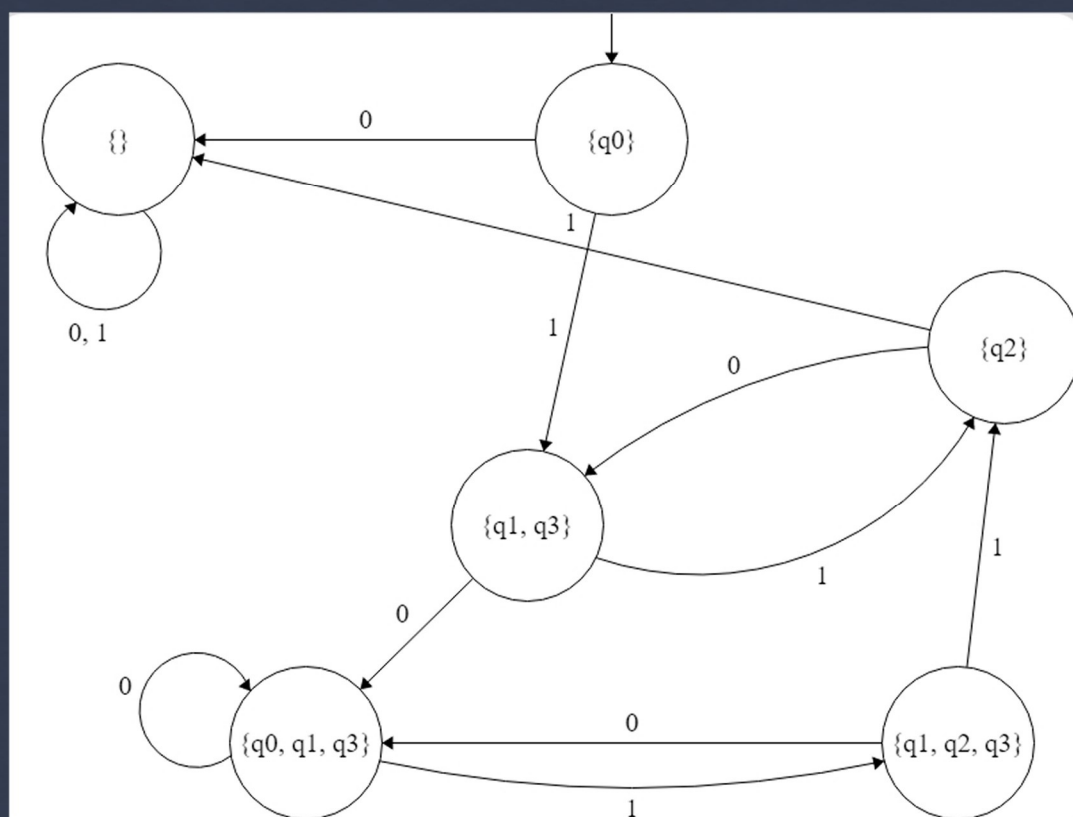 0
{}
{q0}
1
0, 1
1
{q2}
0
{q1, q3}
1
1
0
0
{q0, q1, q3}
0
{q1, q2, q3}
1